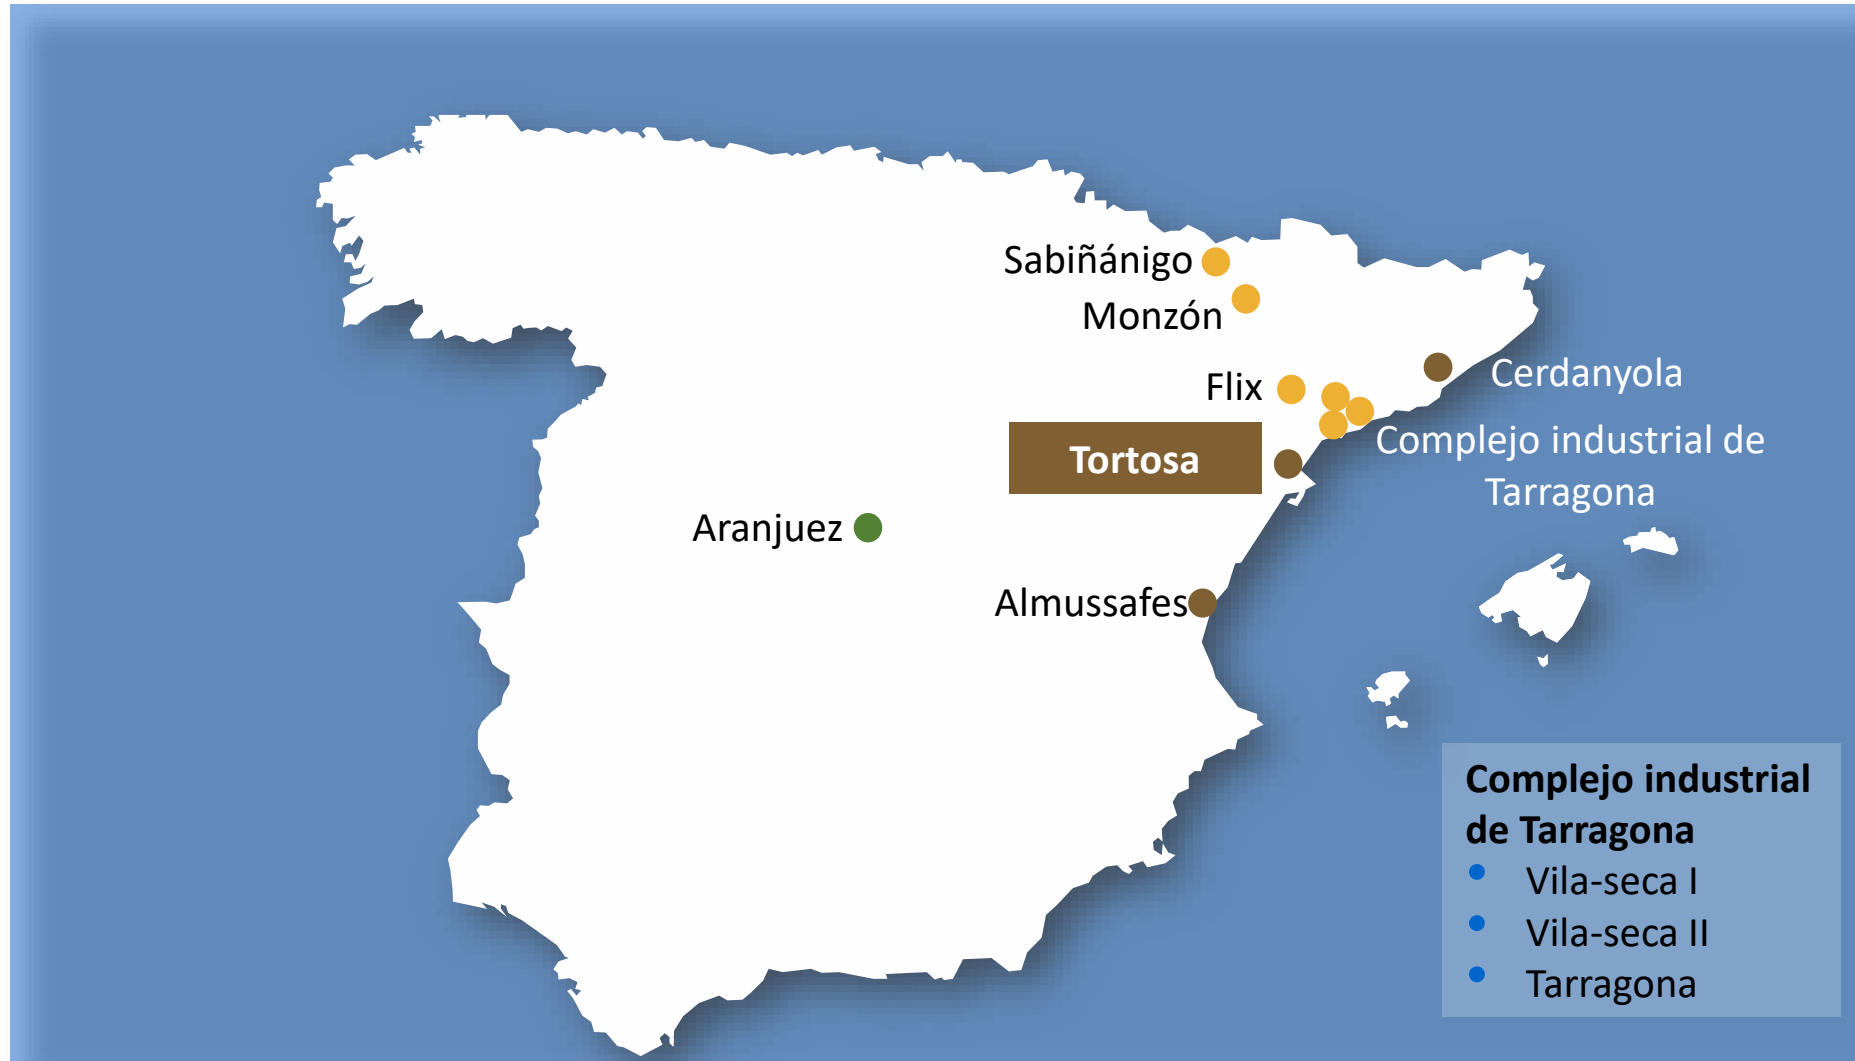 Sabiñánigo
Monzón
Flix
Cerdanyola
Complejo industrial de
Tarragona
Tortosa
Aranjuez
Almussafes
Complejo industrial
de Tarragona
• Vila-seca I
• Vila-seca II
• Tarragona